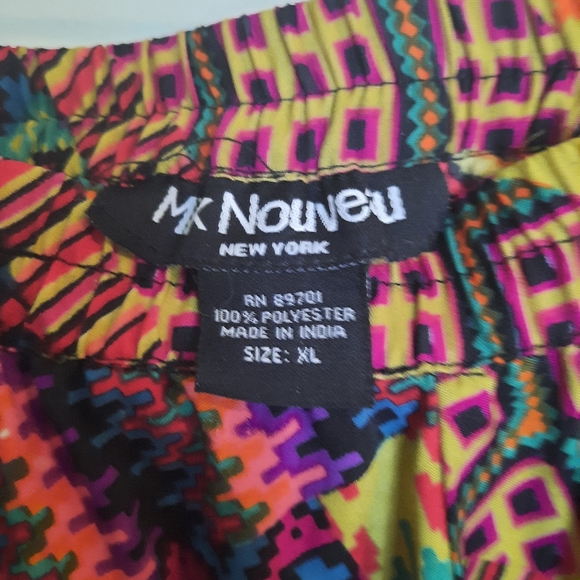 MK Nouveu
NEW YORK
RN 89701
100% POLYESTER
MADE IN INDIA
SIZE: XL